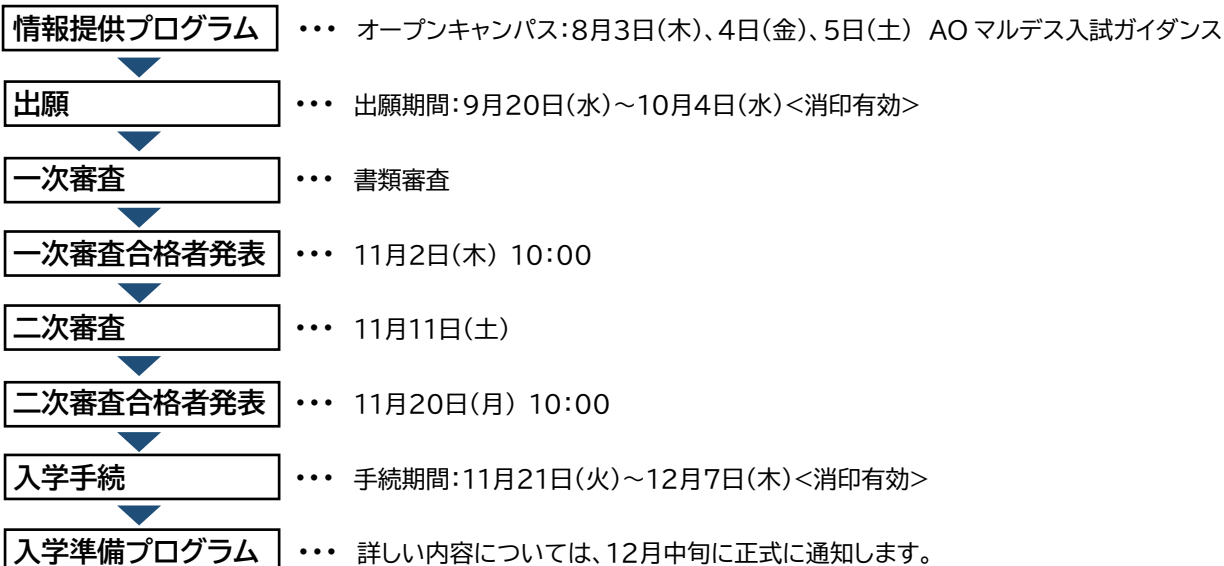 情報提供プログラム ・・・ オープンキャンパス：8月3日(木)、4日(金)、5日(土) AO マルデス入試ガイダンス
出願 ・・・ 出願期間：9月20日(水)～10月4日(水)<消印有効>
一次審査 ・・・ 書類審査
一次審査合格者発表 ・・・ 11月2日(木) 10：00
二次審査 ・・・ 11月11日(土)
二次審査合格者発表 ・・・ 11月20日(月) 10：00
入学手続 ・・・ 手続期間：11月21日(火)～12月7日(木)<消印有効>
入学準備プログラム ・・・ 詳しい内容については、12月中旬に正式に通知します。